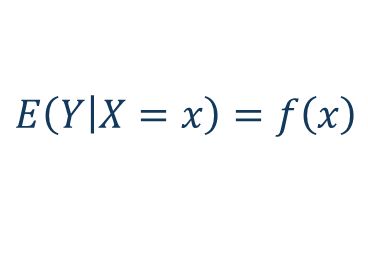 E(Y|X = x) = f(x)